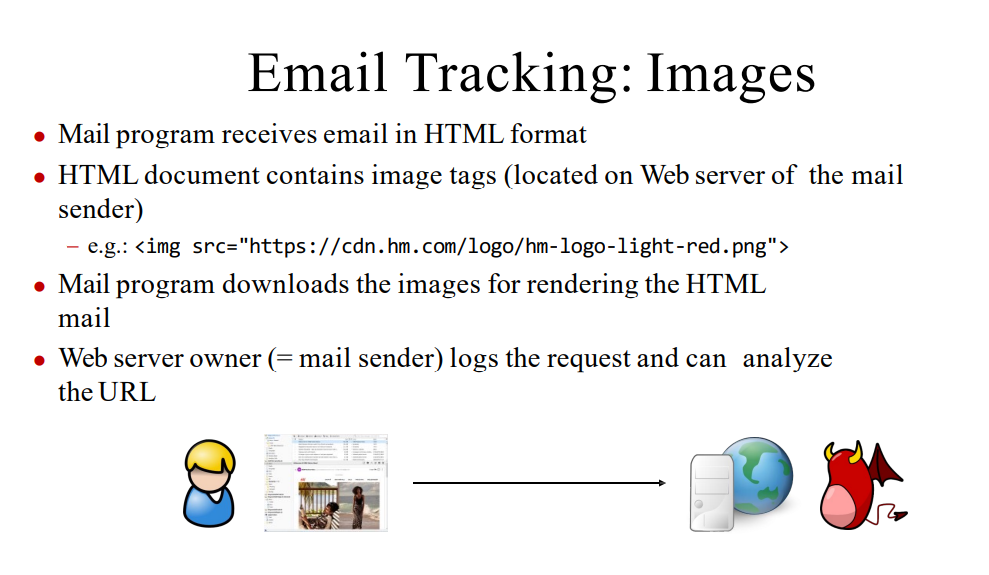 Email Tracking: Images
● Mail program receives email in HTML format
● HTML document contains image tags (located on Web server of the mail
sender)
– e.g.: <img src="https://cdn.hm.com/logo/hm-logo-light-red.png">
● Mail program downloads the images for rendering the HTML
mail
● Web server owner (= mail sender) logs the request and can analyze
the URL